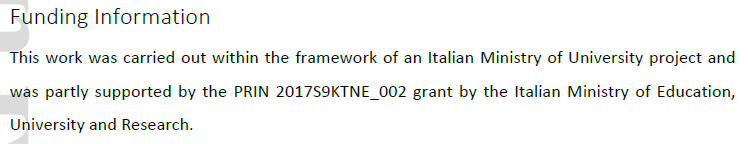 Funding Information
This work was carried out within the framework of an Italian Ministry of University project and
was partly supported by the PRIN 2017S9KTNE_002 grant by the Italian Ministry of Education,
University and Research.